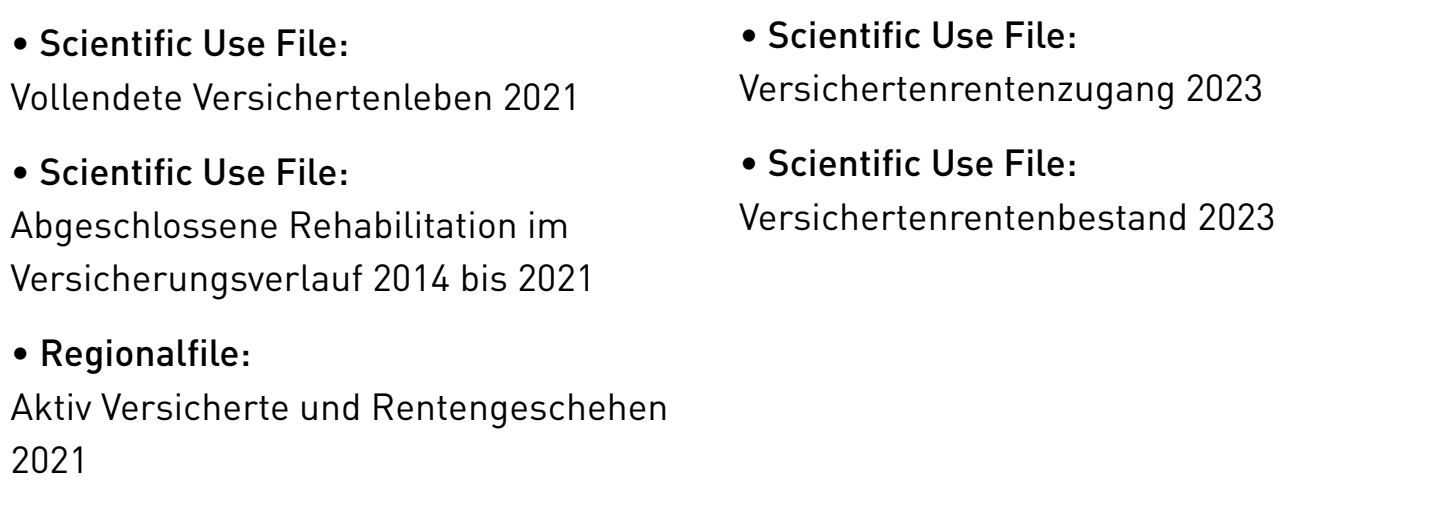 • Scientific Use File:
Vollendete Versichertenleben 2021
• Scientific Use File:
Abgeschlossene Rehabilitation im
Versicherungsverlauf 2014 bis 2021
• Regionalfile:
Aktiv Versicherte und Rentengeschehen
2021
• Scientific Use File:
Versichertenrentenzugang 2023
• Scientific Use File:
Versichertenrentenbestand 2023